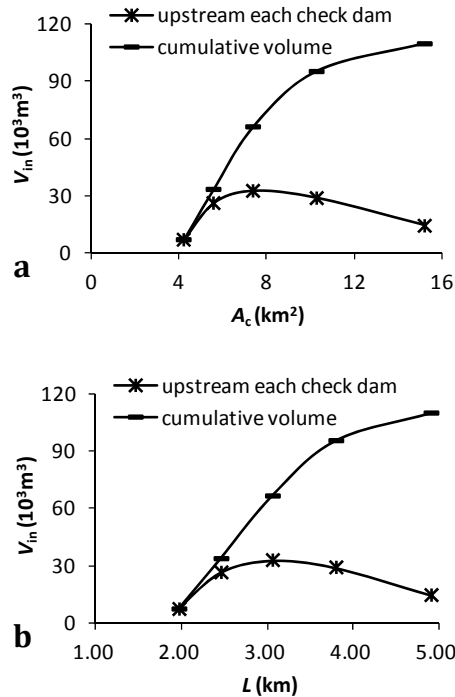 upstream each check dam
cumulative volume
120
90
60
30
0
V_in (10³m³)
0 4 8 12 16
A_c (km²)
a
upstream each check dam
cumulative volume
120
90
60
30
0
V_in (10³m³)
1.00 2.00 3.00 4.00 5.00
L (km)
b